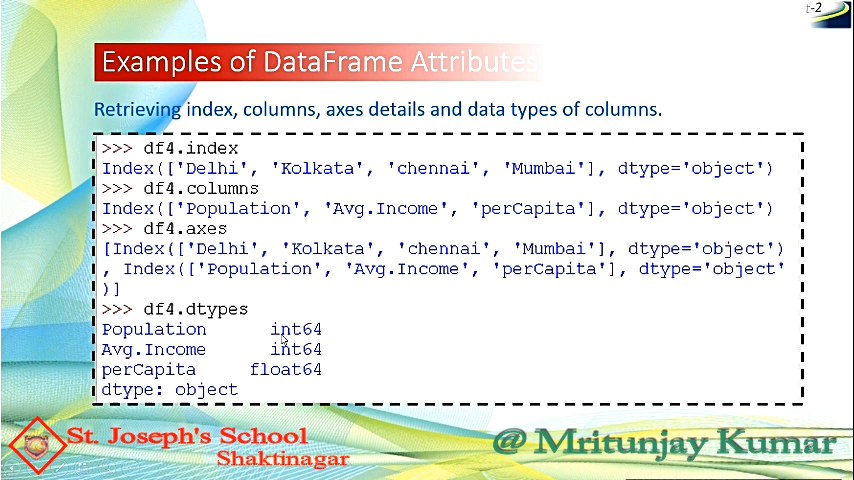 t-2
Examples of DataFrame Attributes
Retrieving index, columns, axes details and data types of columns.
>>> df4.index
Index(['Delhi', 'Kolkata', 'chennai', 'Mumbai'], dtype='object')
>>> df4.columns
Index(['Population', 'Avg.Income', 'perCapita'], dtype='object')
>>> df4.axes
[Index(['Delhi', 'Kolkata', 'chennai', 'Mumbai'], dtype='object')
, Index(['Population', 'Avg.Income', 'perCapita'], dtype='object'
)]
>>> df4.dtypes
Population int64
Avg.Income int64
perCapita float64
dtype: object
St. Joseph's School
Shaktinagar
@ Mritunjay Kumar